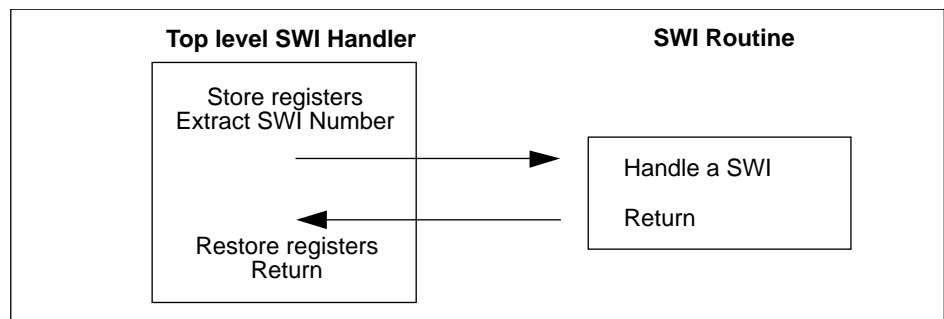 Top level SWI Handler
SWI Routine
Store registers
Extract SWI Number
Handle a SWI
Return
Restore registers
Return